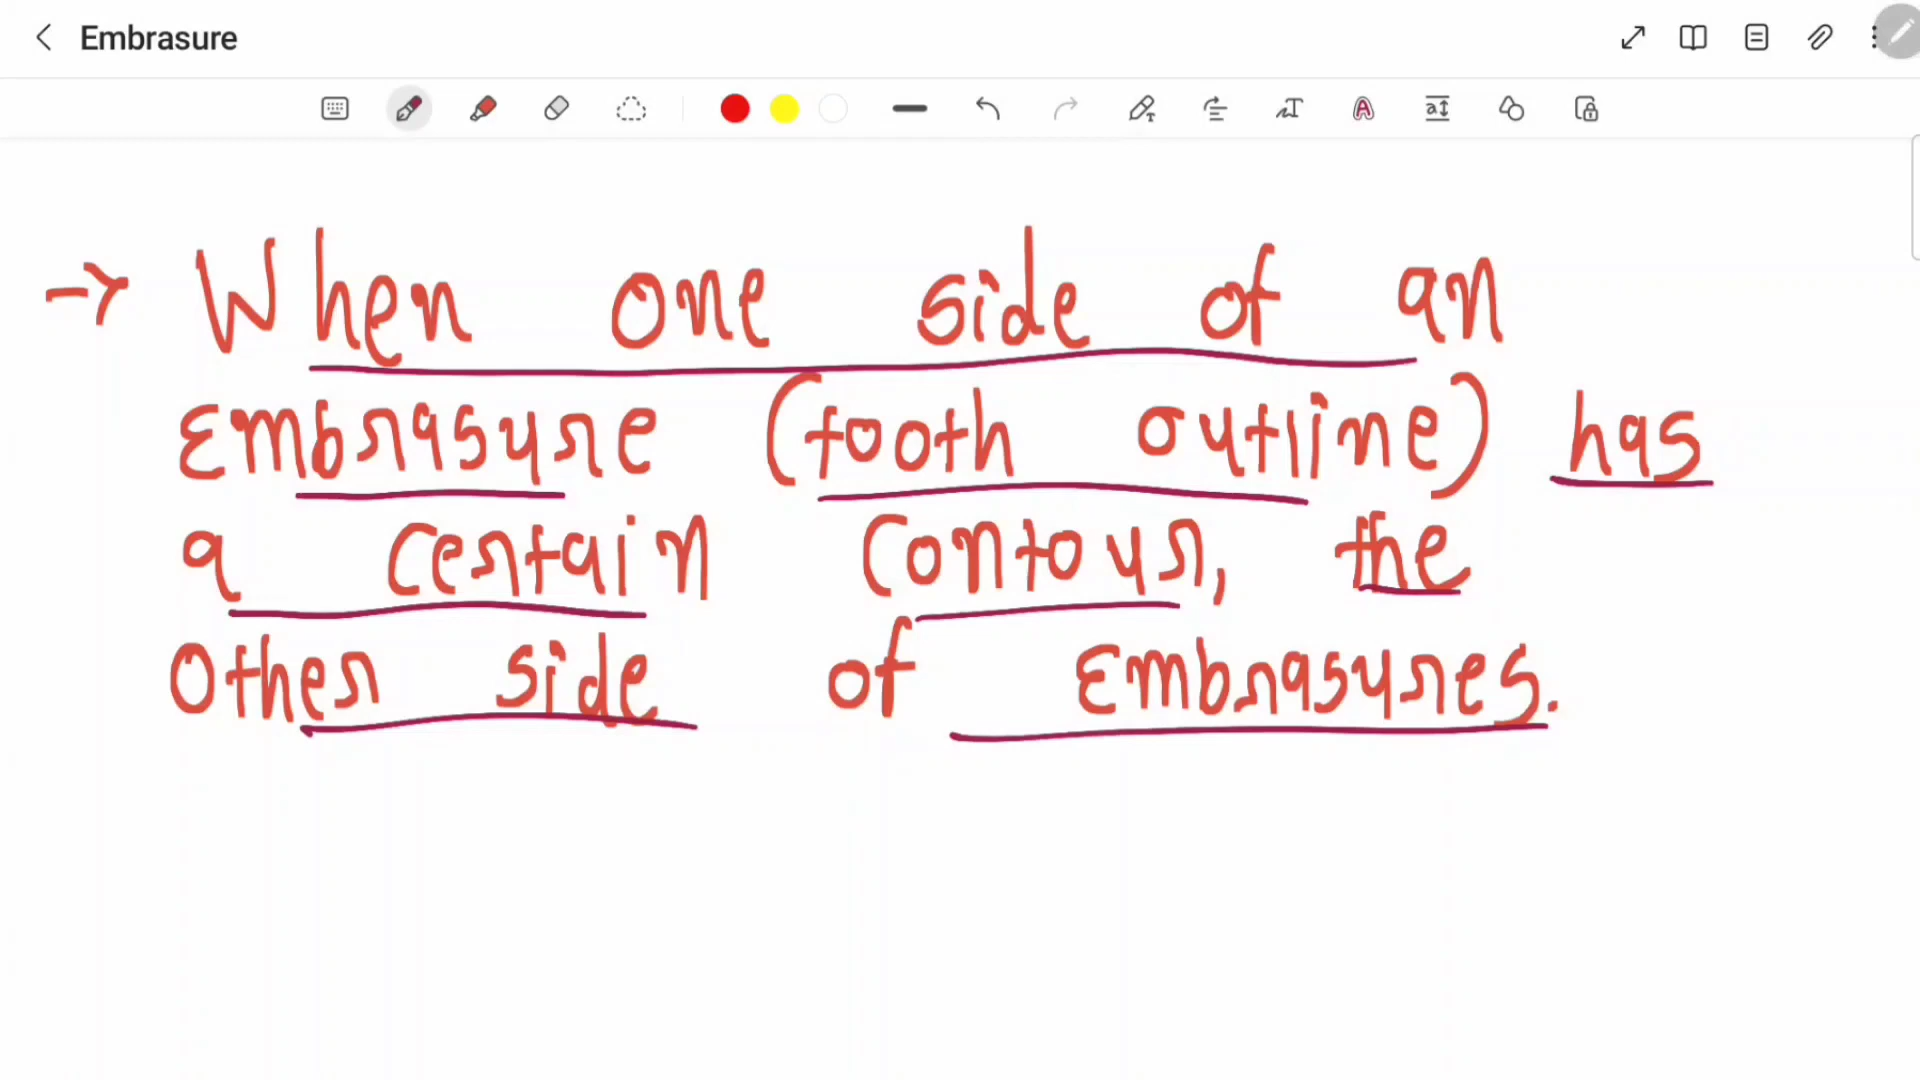 Embrasure
→ When one side of an
Embrasure (tooth outline) has
a certain contour, the
Other side of Embrasures.